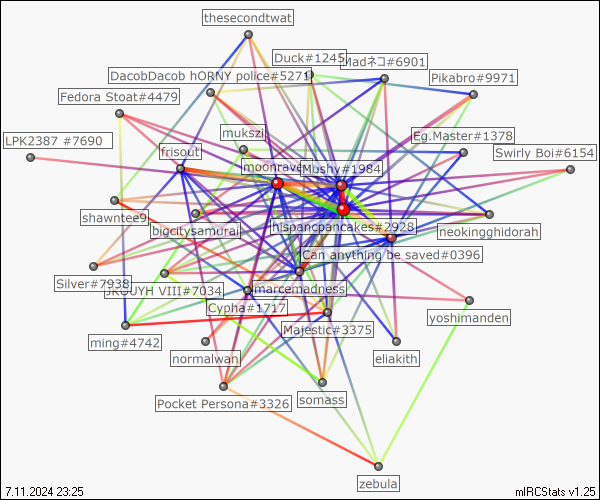 thesecondtwat
Duck#1245
Madネコ#6901
DacobDacob hORNY police#5271
Pikabro#9971
Fedora Stoat#4479
mukszi
Eg.Master#1378
LPK2387 #7690
frisout
Swirly Boi#6154
moonraven
Mushy#1984
shawntee9
bigcitysamurai
hispancpancakes#2928
neokingghidorah
Can anything be saved#0396
Silver#7938
VIII#7034
marcemadness
Cypha#1717
yoshimanden
Majestic#3375
ming#4742
normalwan
eliakith
Pocket Persona#3326
somass
zebula
7.11.2024 23:25
mIRCStats v1.25